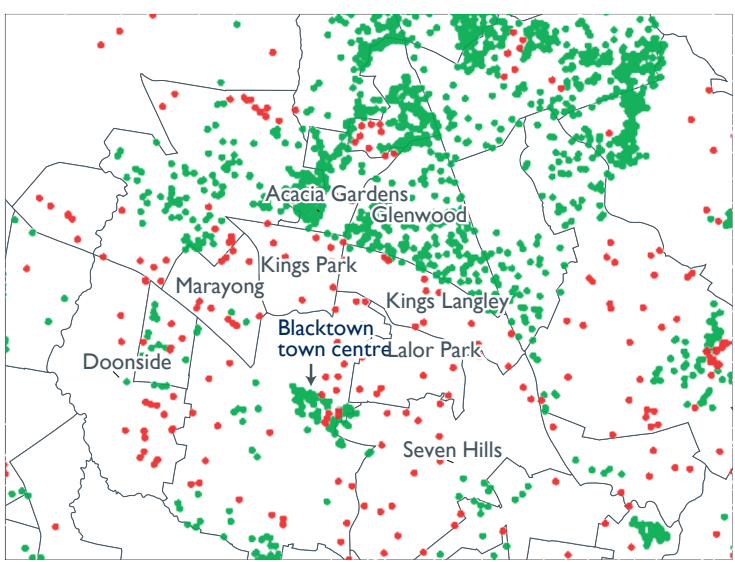 Acacia Gardens
Glenwood
Kings Park
Marayong
Kings Langley
Blacktown
town centre
Lalor Park
Doonside
Seven Hills